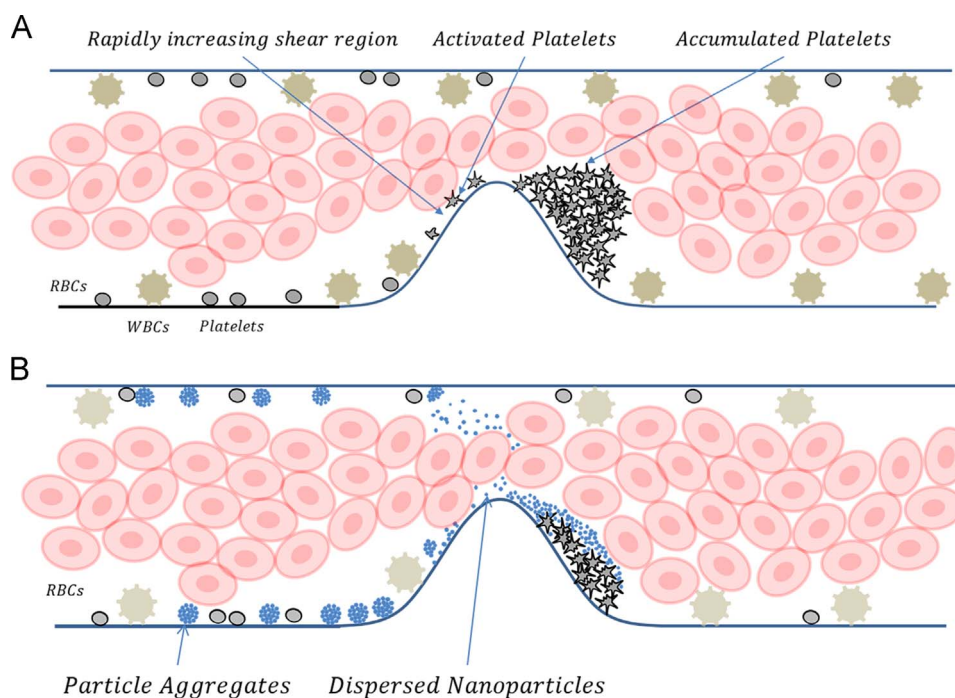 A
Rapidly increasing shear region
Activated Platelets
Accumulated Platelets
RBCs
WBCs
Platelets
B
RBCs
Particle Aggregates
Dispersed Nanoparticles